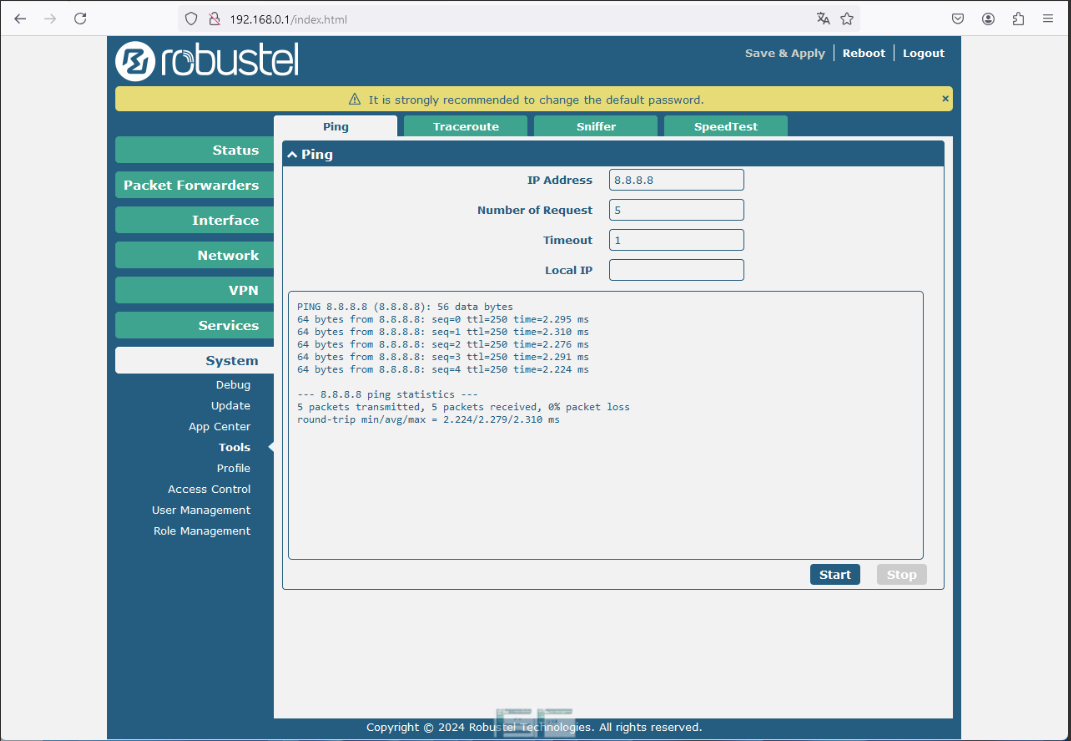 192.168.0.1/index.html
robustel
Save & Apply
Reboot
Logout
It is strongly recommended to change the default password.
×
Ping
Traceroute
Sniffer
SpeedTest
Status
Packet Forwarders
Interface
Network
VPN
Services
System
Debug
Update
App Center
Tools
Profile
Access Control
User Management
Role Management
Ping
IP Address
8.8.8.8
Number of Request
5
Timeout
1
Local IP
PING 8.8.8.8 (8.8.8.8): 56 data bytes
64 bytes from 8.8.8.8: seq=0 ttl=250 time=2.295 ms
64 bytes from 8.8.8.8: seq=1 ttl=250 time=2.310 ms
64 bytes from 8.8.8.8: seq=2 ttl=250 time=2.276 ms
64 bytes from 8.8.8.8: seq=3 ttl=250 time=2.291 ms
64 bytes from 8.8.8.8: seq=4 ttl=250 time=2.224 ms
--- 8.8.8.8 ping statistics ---
5 packets transmitted, 5 packets received, 0% packet loss
round-trip min/avg/max = 2.224/2.279/2.310 ms
Start
Stop
Copyright © 2024 Robustel Technologies. All rights reserved.